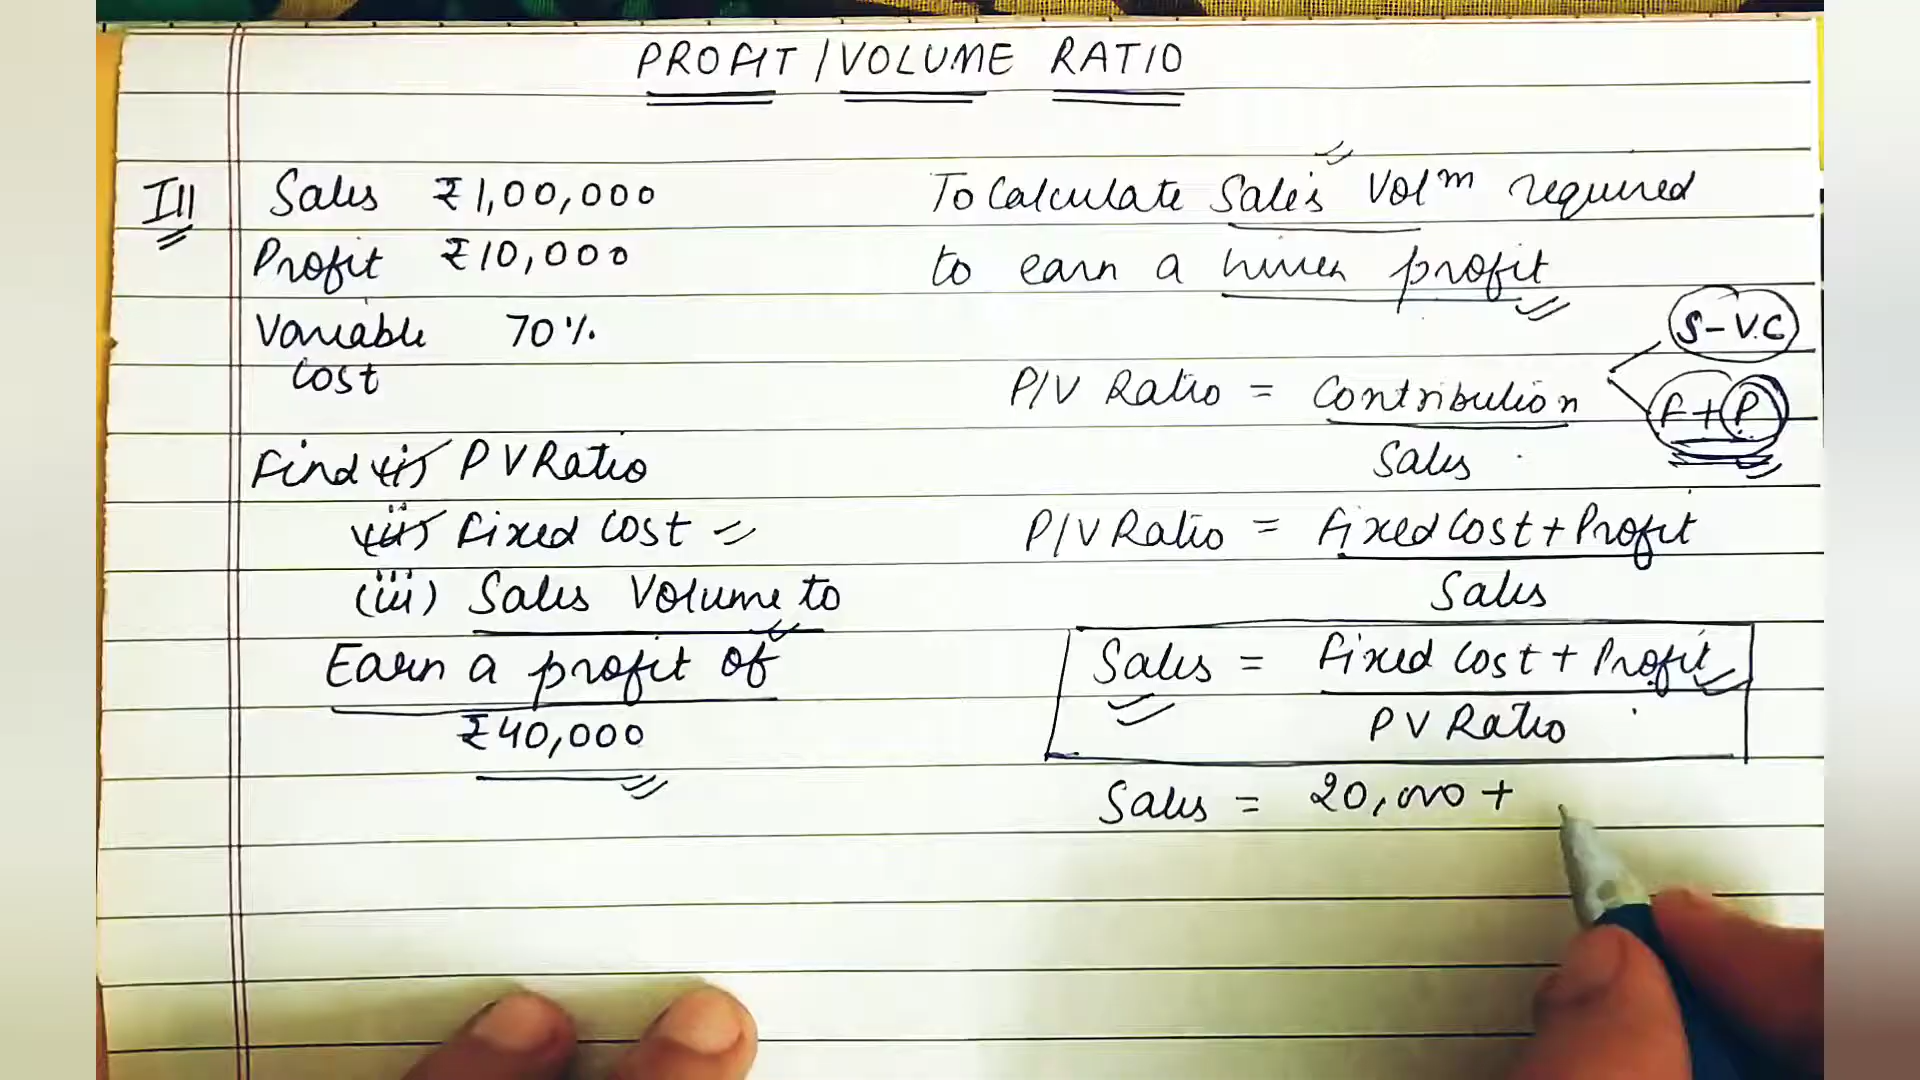 PROFIT/VOLUME RATIO
III
Sales ₹1,00,000
Profit ₹10,000
Variable 70%
Cost
Find (i) PV Ratio
(ii) Fixed Cost =
(iii) Sales Volume to
Earn a profit of
₹40,000
To Calculate Sales Volm required
to earn a profit
S-V.C
P/V Ratio = Contribution
F+P
Sales
P/V Ratio = Fixed Cost + Profit
Sales
Sales = Fixed Cost + Profit
PV Ratio
Sales = 20,000 +